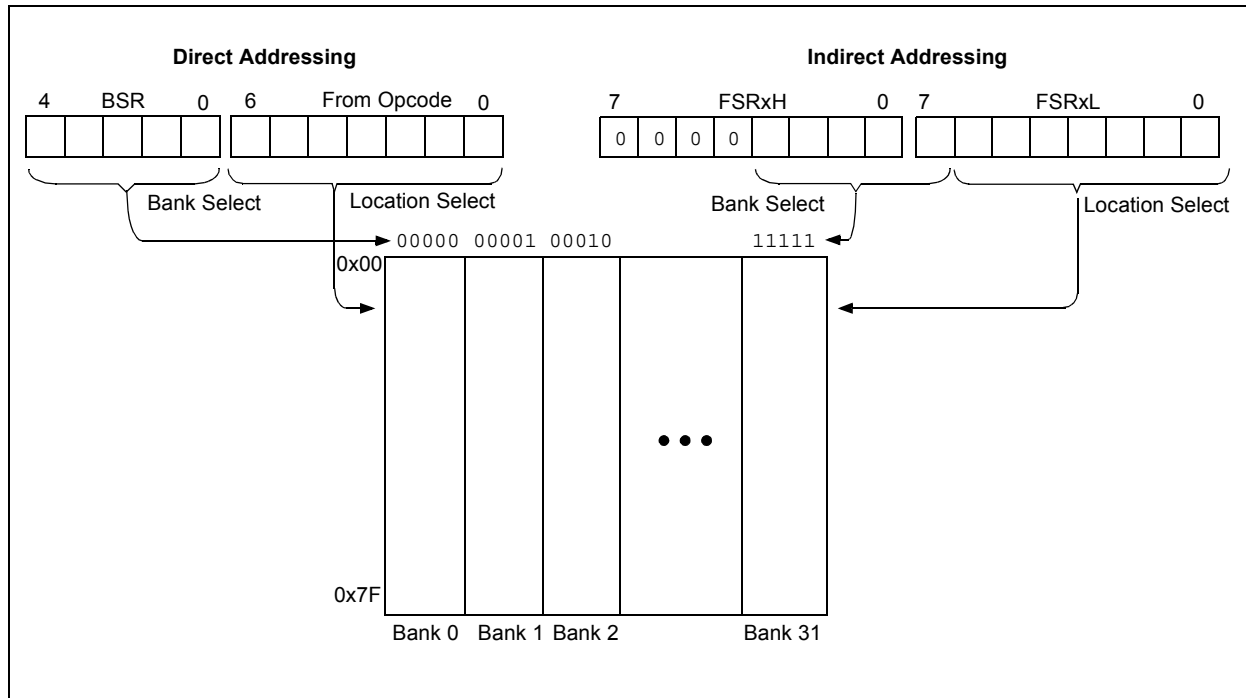 Direct Addressing
Indirect Addressing
4 BSR 0 6 From Opcode 0
7 FSRxH 0 7 FSRxL 0
0 0 0 0
Bank Select
Location Select
Bank Select
Location Select
00000 00001 00010 11111
0x00
0x7F
Bank 0 Bank 1 Bank 2 Bank 31